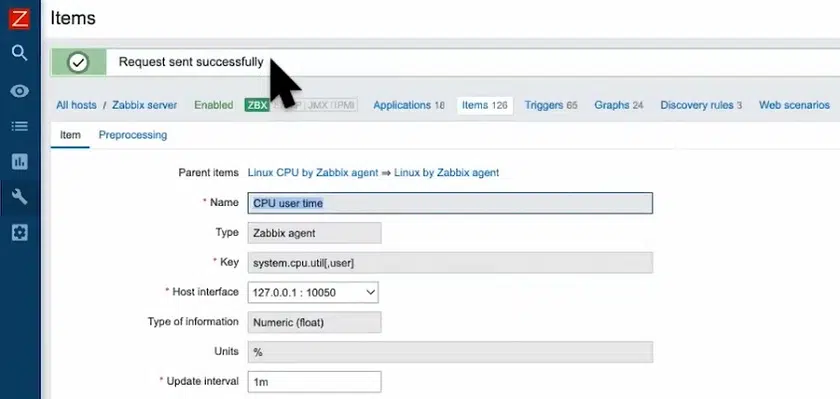 Z
Items
Request sent successfully
All hosts / Zabbix server Enabled ZBX JMX IPMI Applications 18 Items 126 Triggers 65 Graphs 24 Discovery rules 3 Web scenarios
Item Preprocessing
Parent items Linux CPU by Zabbix agent ⇒ Linux by Zabbix agent
* Name CPU user time
Type Zabbix agent
* Key system.cpu.util[,user]
* Host interface 127.0.0.1 : 10050
Type of information Numeric (float)
Units %
* Update interval 1m